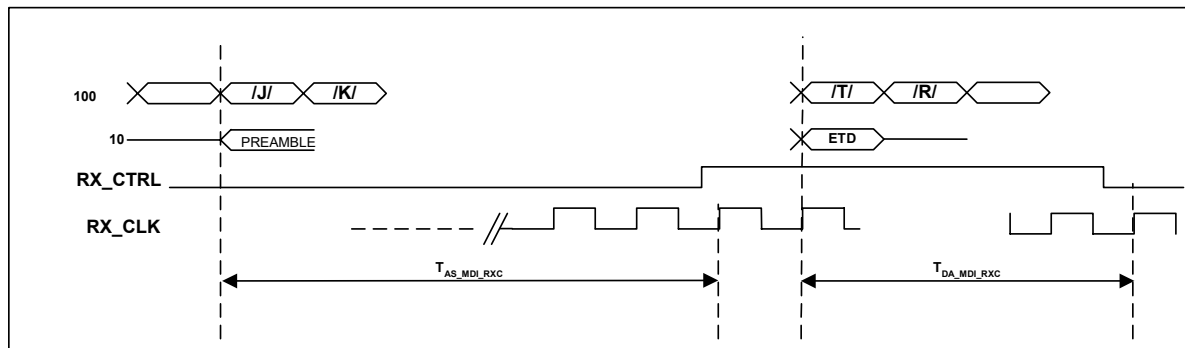 100 /J/ /K/ /T/ /R/
10 PREAMBLE ETD
RX_CTRL
RX_CLK
TAS_MDI_RXC TDA_MDI_RXC